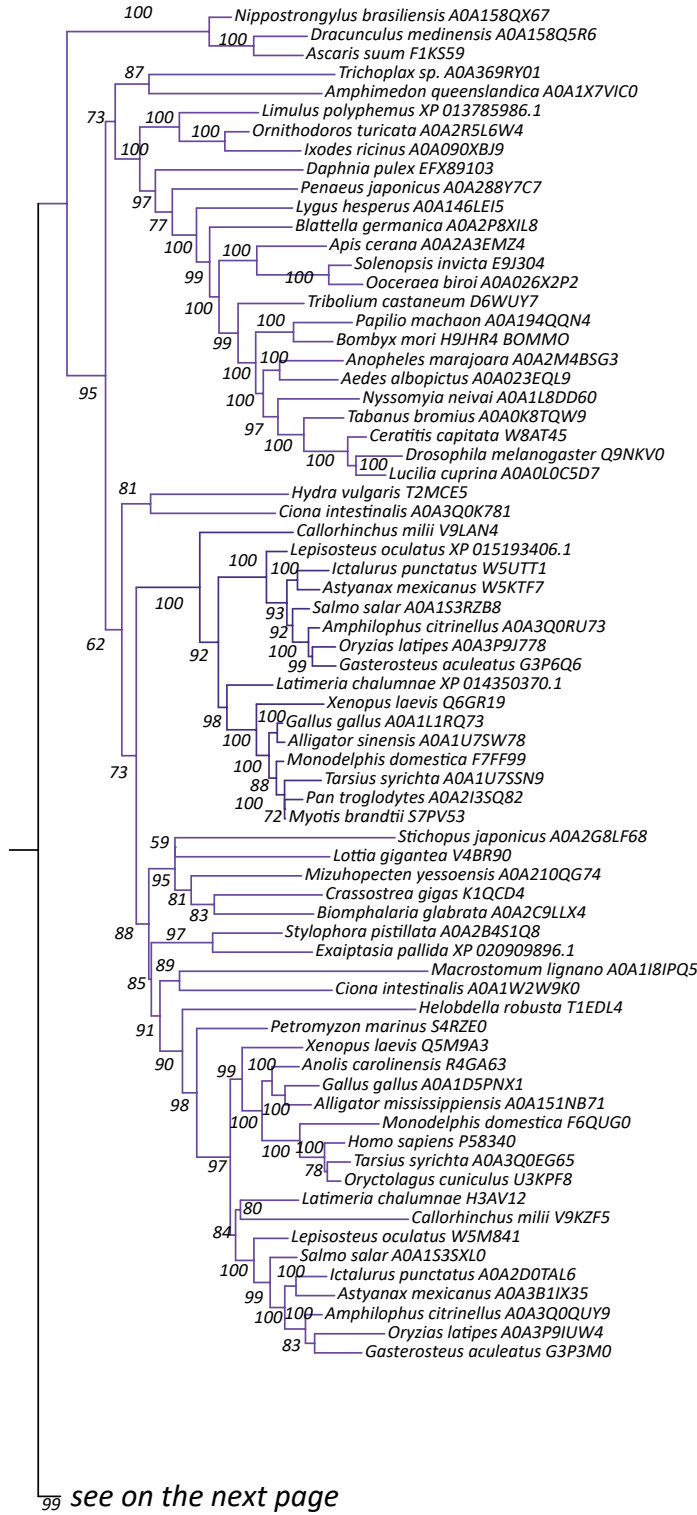 100
Nippostrongylus brasiliensis A0A158QX67
100
Dracunculus medinensis A0A158Q5R6
Ascaris suum F1KS59
87
Trichoplax sp. A0A369RY01
Amphimedon queenslandica A0A1X7VIC0
73
100
Limulus polyphemus XP 013785986.1
100
Ornithodoros turicata A0A2R5L6W4
100
Ixodes ricinus A0A090XBJ9
Daphnia pulex EFX89103
97
Penaeus japonicus A0A288Y7C7
77
Lygus hesperus A0A146LEI5
Blattella germanica A0A2P8XIL8
100
100
Apis cerana A0A2A3EMZ4
99
100
Solenopsis invicta E9J304
Ooceraea biroi A0A026X2P2
100
Tribolium castaneum D6WUY7
100
Papilio machaon A0A194QQN4
99
Bombyx mori H9JHR4 BOMMO
100
100
Anopheles marajoara A0A2M4BSG3
95
Aedes albopictus A0A023EQL9
100
Nyssomyia neivai A0A1L8DD60
97
Tabanus bromius A0A0K8TQW9
100
Ceratitis capitata W8AT45
100
Drosophila melanogaster Q9NKV0
100
Lucilia cuprina A0A0L0C5D7
81
Hydra vulgaris T2MCE5
Ciona intestinalis A0A3Q0K781
Callorhinchus milii V9LAN4
100
Lepisosteus oculatus XP 015193406.1
100
Ictalurus punctatus W5UTT1
Astyanax mexicanus W5KTF7
100
93
Salmo salar A0A1S3RZB8
92
Amphilophus citrinellus A0A3Q0RU73
62
92
100
Oryzias latipes A0A3P9J778
99
Gasterosteus aculeatus G3P6Q6
Latimeria chalumnae XP 014350370.1
Xenopus laevis Q6GR19
98
100
Gallus gallus A0A1L1RQ73
100
Alligator sinensis A0A1U7SW78
100
Monodelphis domestica F7FF99
73
88
Tarsius syrichta A0A1U7SSN9
100
Pan troglodytes A0A2I3SQ82
72
Myotis brandtii S7PV53
59
Stichopus japonicus A0A2G8LF68
Lottia gigantea V4BR90
95
Mizuhopecten yessoensis A0A210QG74
81
Crassostrea gigas K1QCD4
83
Biomphalaria glabrata A0A2C9LLX4
88
97
Stylophora pistillata A0A2B4S1Q8
Exaiptasia pallida XP 020909896.1
89
Macrostomum lignano A0A1I8IPQ5
85
Ciona intestinalis A0A1W2W9K0
Helobdella robusta T1EDL4
91
Petromyzon marinus S4RZE0
Xenopus laevis Q5M9A3
90
99
100
Anolis carolinensis R4GA63
Gallus gallus A0A1D5PNX1
98
100
Alligator mississippiensis A0A151NB71
100
Monodelphis domestica F6QUG0
100
100
Homo sapiens P58340
97
78
Tarsius syrichta A0A3Q0EG65
Oryctolagus cuniculus U3KPF8
Latimeria chalumnae H3AV12
80
Callorhinchus milii V9KZF5
84
Lepisosteus oculatus W5M841
Salmo salar A0A1S3SXL0
100
100
Ictalurus punctatus A0A2D0TAL6
99
Astyanax mexicanus A0A3B1IX35
100
100
Amphilophus citrinellus A0A3Q0QUY9
Oryzias latipes A0A3P9IUW4
83
Gasterosteus aculeatus G3P3M0
99
see on the next page